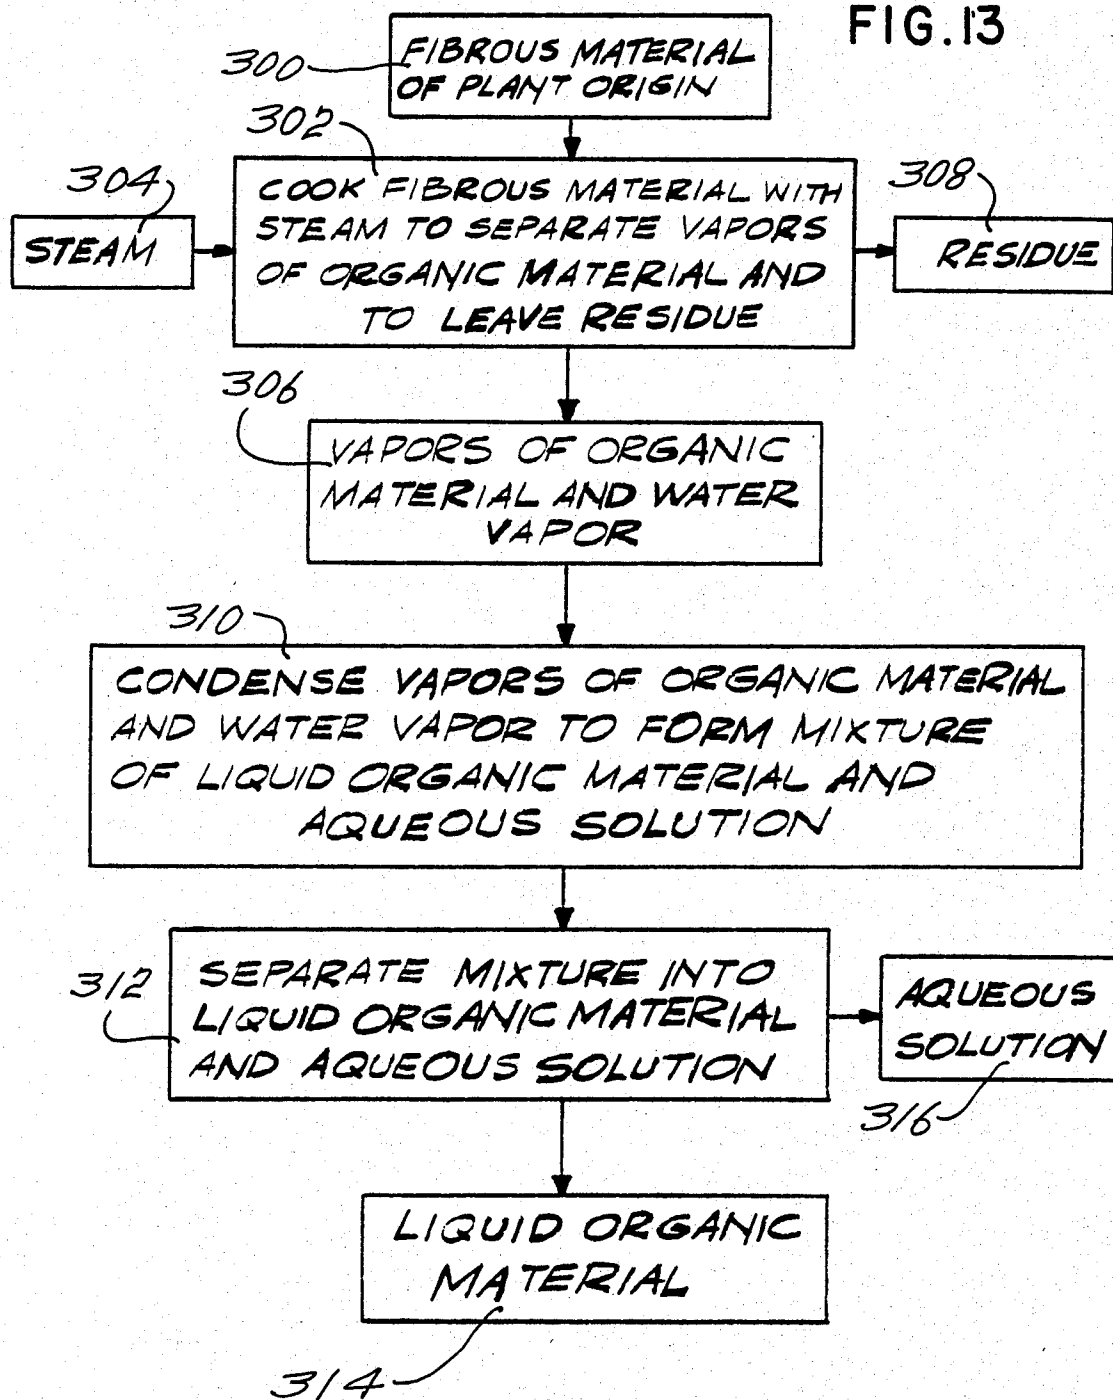 FIG.13
300
FIBROUS MATERIAL
OF PLANT ORIGIN
302
304
STEAM
COOK FIBROUS MATERIAL WITH
STEAM TO SEPARATE VAPORS
OF ORGANIC MATERIAL AND
TO LEAVE RESIDUE
308
RESIDUE
306
VAPORS OF ORGANIC
MATERIAL AND WATER
VAPOR
310
CONDENSE VAPORS OF ORGANIC MATERIAL
AND WATER VAPOR TO FORM MIXTURE
OF LIQUID ORGANIC MATERIAL AND
AQUEOUS SOLUTION
312
SEPARATE MIXTURE INTO
LIQUID ORGANIC MATERIAL
AND AQUEOUS SOLUTION
AQUEOUS
SOLUTION
316
LIQUID ORGANIC
MATERIAL
314